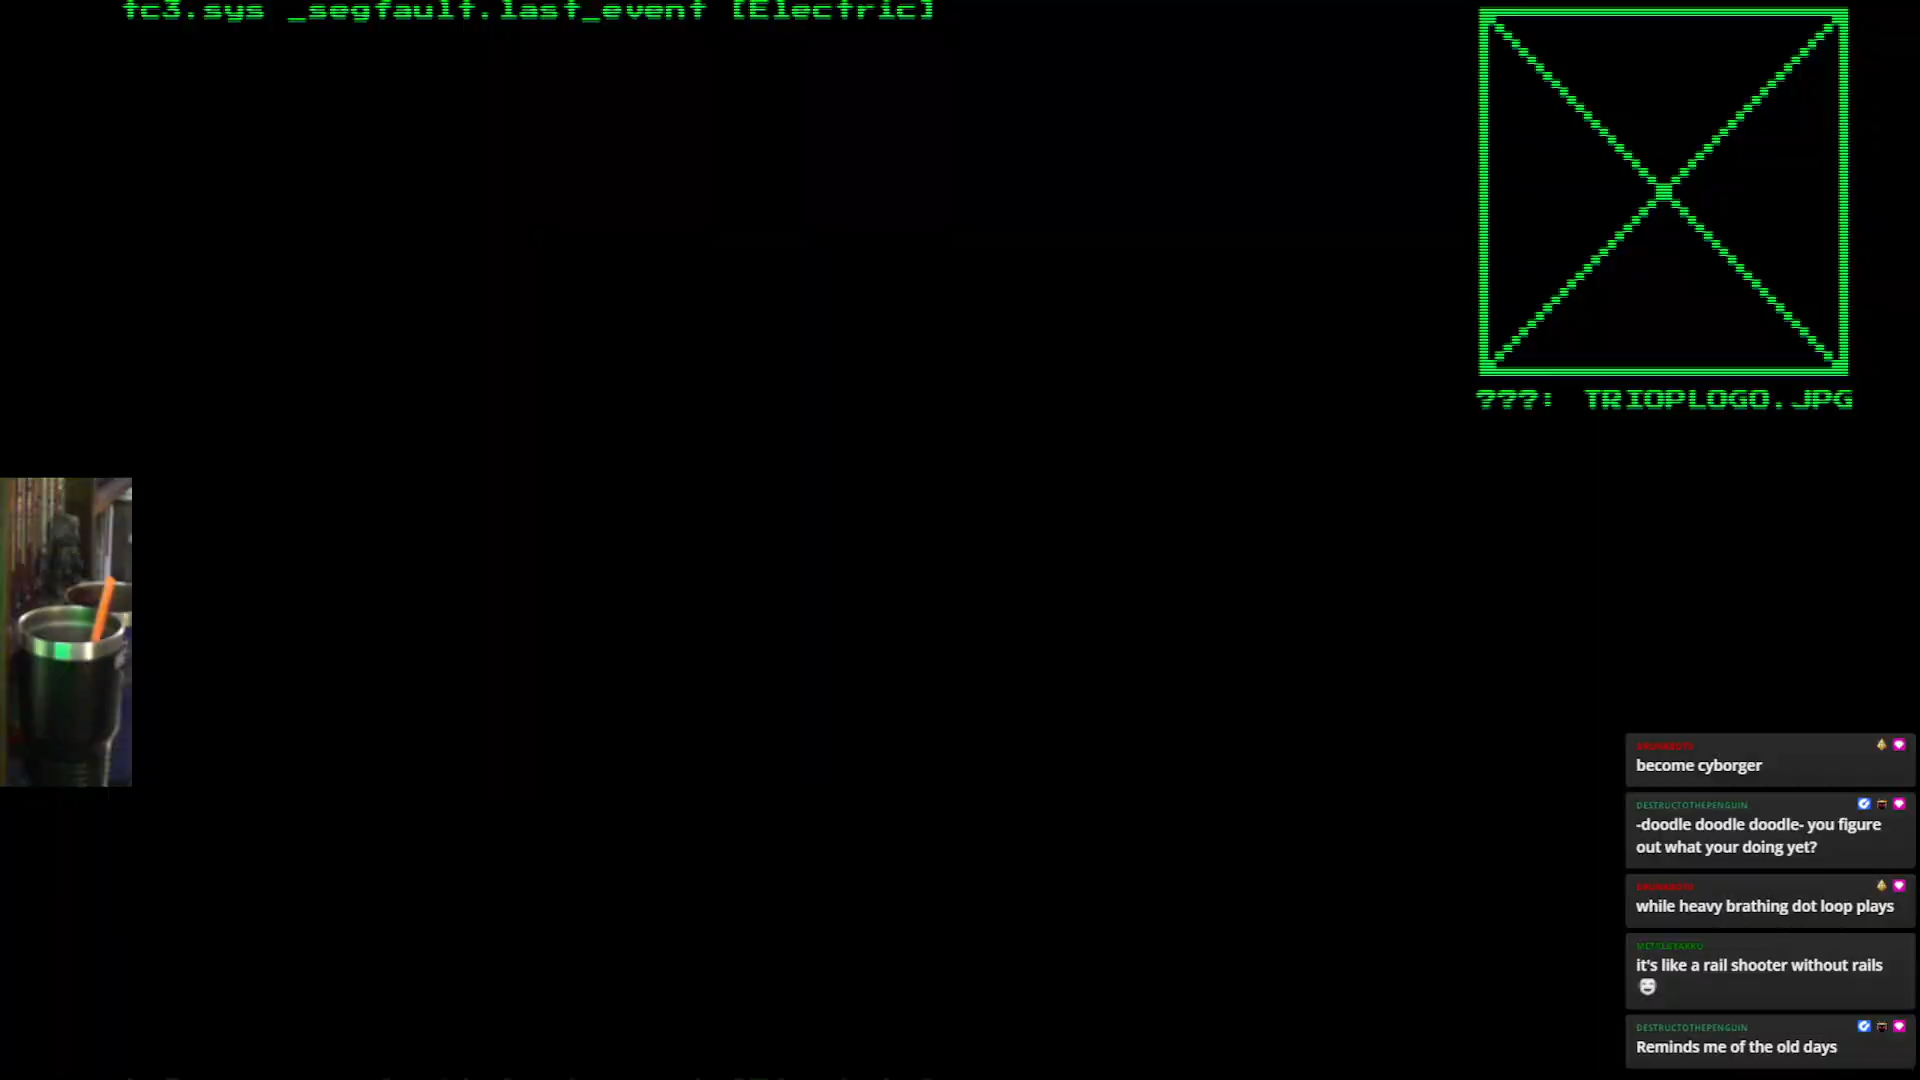 fc3.sys _segfault.last_event [Electric]
???: TRIOPLOGO.JPG
become cyborger
DESTRUCTOTHEPENGUIN
-doodle doodle doodle- you figure
out what your doing yet?
while heavy brathing dot loop plays
it's like a rail shooter without rails
DESTRUCTOTHEPENGUIN
Reminds me of the old days